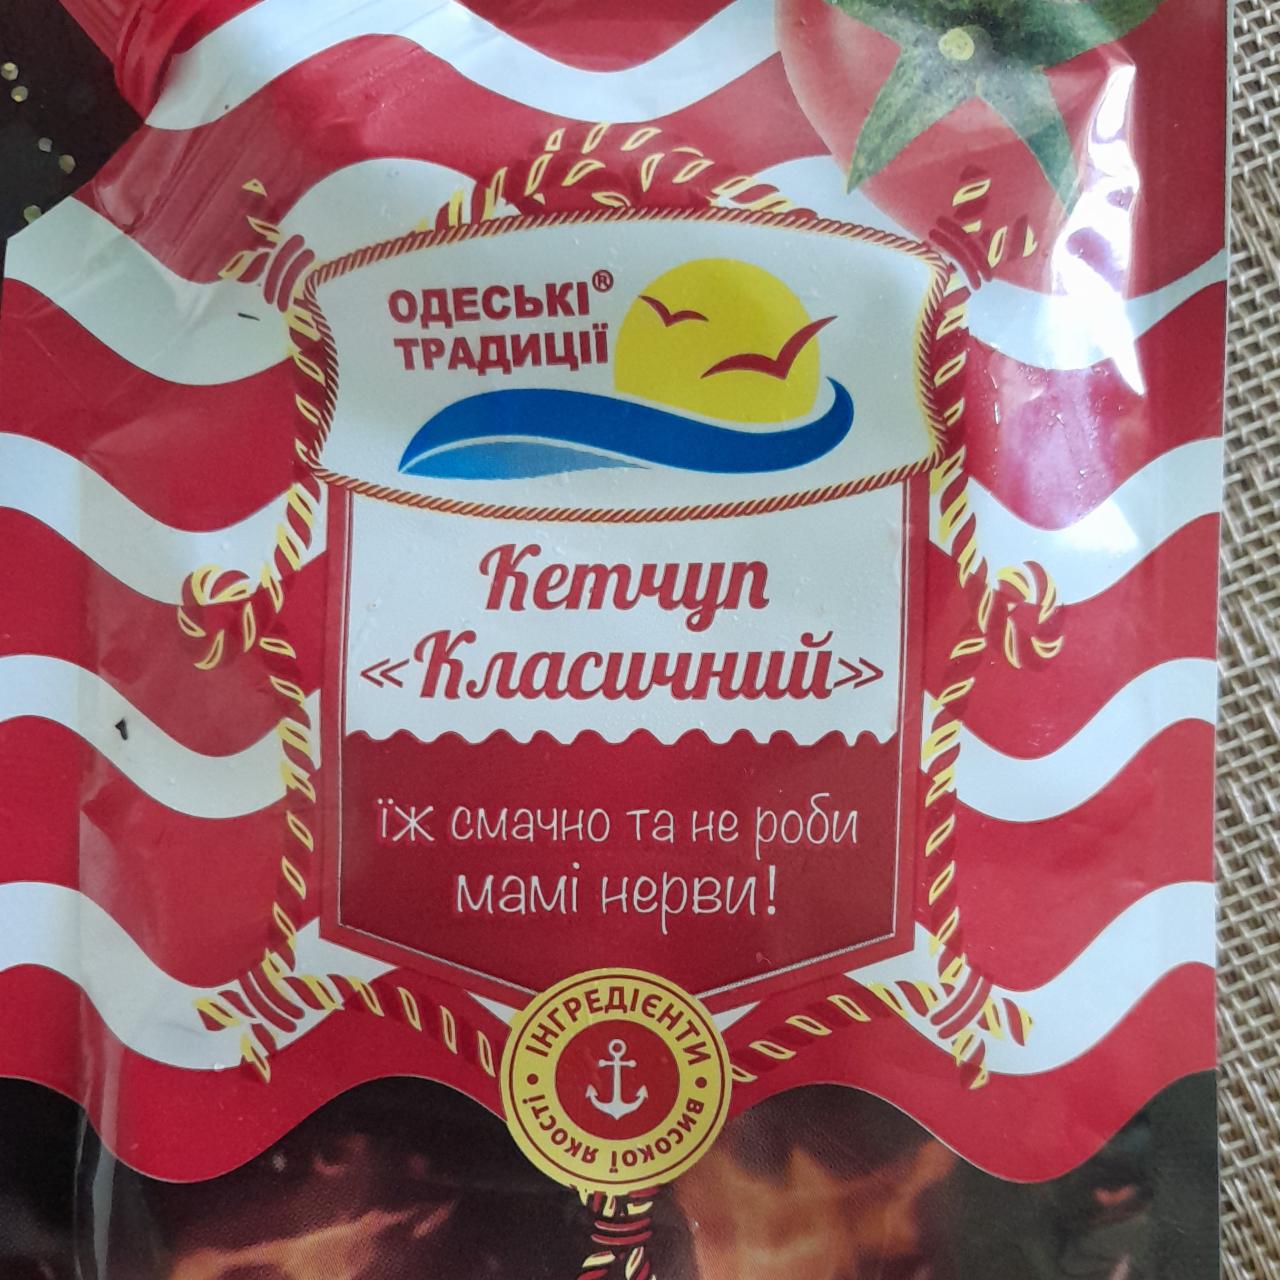 ОДЕСЬКІ®
ТРАДИЦІЇ
Кетчуп
«Класичний»
їж смачно та не роби
мамі нерви!
ІНГРЕДІЄНТИ
• ВИСОКОЇ ЯКОСТІ •